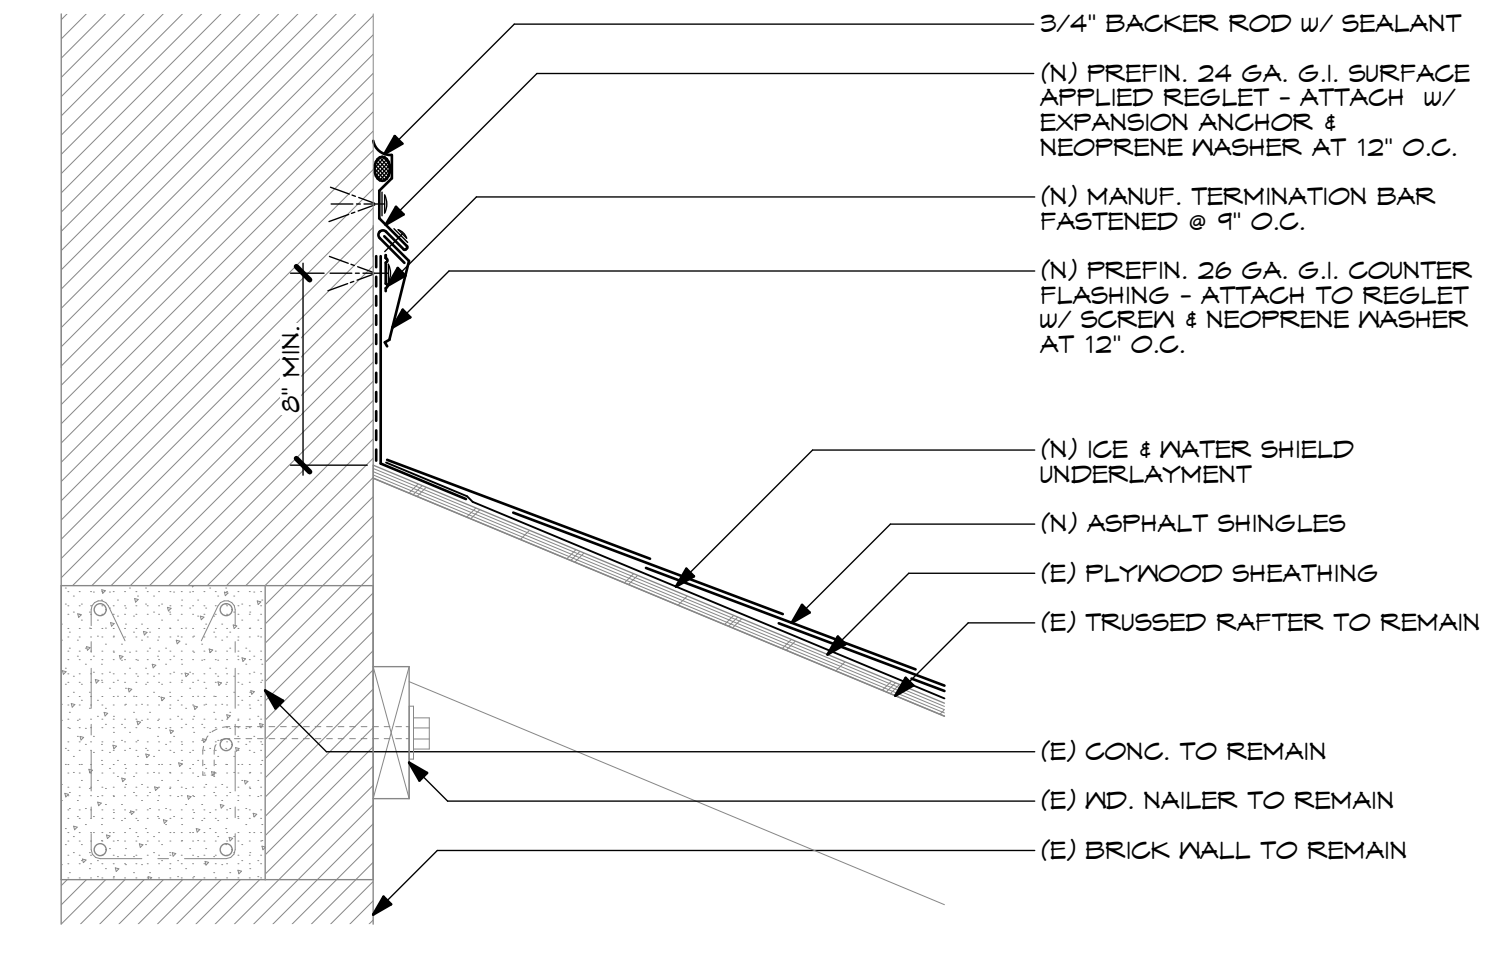 3/4" BACKER ROD w/ SEALANT
(N) PREFIN. 24 GA. G.I. SURFACE
APPLIED REGLET - ATTACH w/
EXPANSION ANCHOR &
NEOPRENE WASHER AT 12" O.C.
(N) MANUF. TERMINATION BAR
FASTENED @ 9" O.C.
(N) PREFIN. 26 GA. G.I. COUNTER
FLASHING - ATTACH TO REGLET
w/ SCREW & NEOPRENE WASHER
AT 12" O.C.
8" MIN.
(N) ICE & WATER SHIELD
UNDERLAYMENT
(N) ASPHALT SHINGLES
(E) PLYWOOD SHEATHING
(E) TRUSSED RAFTER TO REMAIN
(E) CONC. TO REMAIN
(E) WD. NAILER TO REMAIN
(E) BRICK WALL TO REMAIN